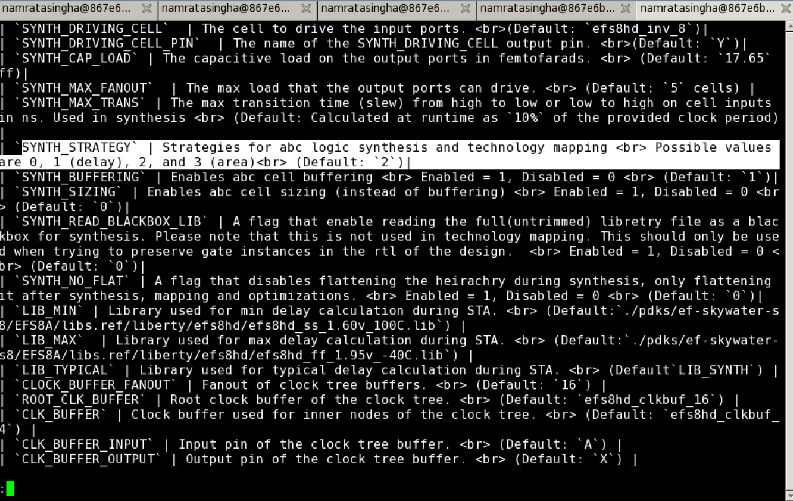 namratasingha@867e6... namratasingha@867e6... namratasingha@867e6... namratasingha@867e6b... namratasingha@867e6b...
| `SYNTH_DRIVING_CELL`  | The cell to drive the input ports. <br>(Default: `efs8hd_inv_8`)|
| `SYNTH_DRIVING_CELL_PIN`  | The name of the SYNTH_DRIVING_CELL output pin. <br>(Default: `Y`)|
| `SYNTH_CAP_LOAD` | The capacitive load on the output ports in femtofarads. <br> (Default: `17.65`
ff)|
| `SYNTH_MAX_FANOUT`  | The max load that the output ports can drive. <br> (Default: `5` cells) |
| `SYNTH_MAX_TRANS` | The max transition time (slew) from high to low or low to high on cell inputs
in ns. Used in synthesis <br> (Default: Calculated at runtime as `10%` of the provided clock period)
|
| `SYNTH_STRATEGY` | Strategies for abc logic synthesis and technology mapping <br> Possible values
are 0, 1 (delay), 2, and 3 (area)<br> (Default: `2`)|
| `SYNTH_BUFFERING` | Enables abc cell buffering <br> Enabled = 1, Disabled = 0 <br> (Default: `1`)|
| `SYNTH_SIZING` | Enables abc cell sizing (instead of buffering) <br> Enabled = 1, Disabled = 0 <br
> (Default: `0`)|
| `SYNTH_READ_BLACKBOX_LIB` | A flag that enable reading the full(untrimmed) libretry file as a blac
kbox for synthesis. Please note that this is not used in technology mapping. This should only be use
d when trying to preserve gate instances in the rtl of the design.  <br> Enabled = 1, Disabled = 0 <
br> (Default: `0`)|
| `SYNTH_NO_FLAT` | A flag that disables flattening the heirachry during synthesis, only flattening
it after synthesis, mapping and optimizations. <br> Enabled = 1, Disabled = 0 <br> (Default: `0`)|
| `LIB_MIN` | Library used for min delay calculation during STA. <br> (Default:`./pdks/ef-skywater-s
8/EFS8A/libs.ref/liberty/efs8hd/efs8hd_ss_1.60v_100C.lib`) |
| `LIB_MAX`  | Library used for max delay calculation during STA. <br> (Default:`./pdks/ef-skywater-
s8/EFS8A/libs.ref/liberty/efs8hd/efs8hd_ff_1.95v_-40C.lib`) |
| `LIB_TYPICAL` | Library used for typical delay calculation during STA. <br> (Default`LIB_SYNTH`) |
| `CLOCK_BUFFER_FANOUT` | Fanout of clock tree buffers. <br> (Default: `16`) |
| `ROOT_CLK_BUFFER` | Root clock buffer of the clock tree. <br> (Default: `efs8hd_clkbuf_16`) |
| `CLK_BUFFER` | Clock buffer used for inner nodes of the clock tree. <br> (Default: `efs8hd_clkbuf_
4`) |
| `CLK_BUFFER_INPUT` | Input pin of the clock tree buffer. <br> (Default: `A`) |
| `CLK_BUFFER_OUTPUT` | Output pin of the clock tree buffer. <br> (Default: `X`) |
: